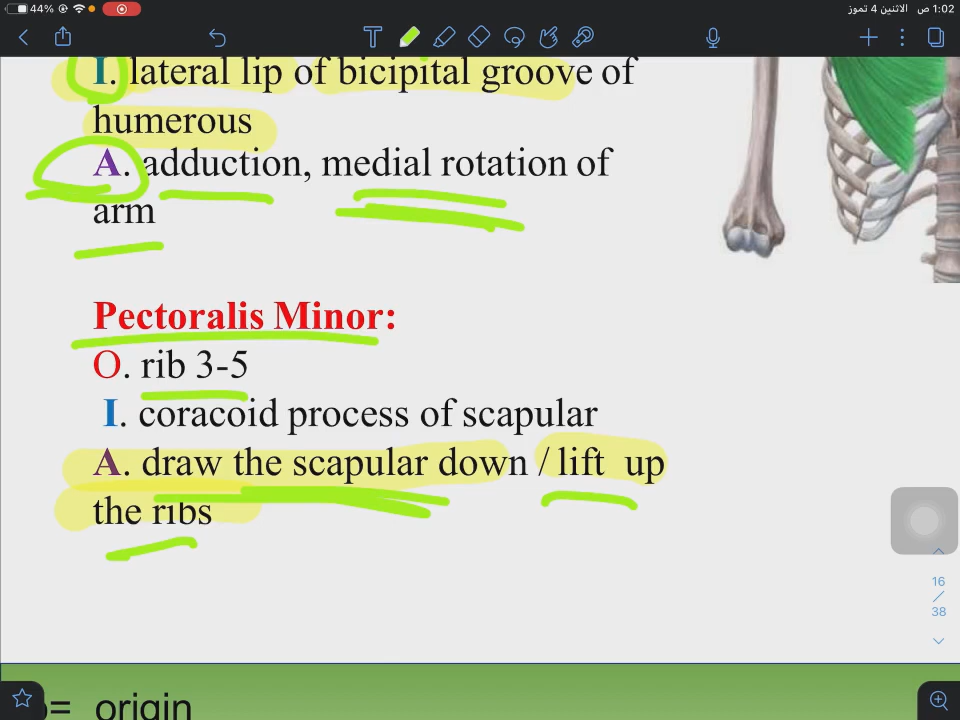 44%
1:02 ص الاثنين 4 تموز
I. lateral lip of bicipital groove of
humerous
A. adduction, medial rotation of
arm
Pectoralis Minor:
O. rib 3-5
I. coracoid process of scapular
A. draw the scapular down / lift up
the ribs
16
/
38
= origin